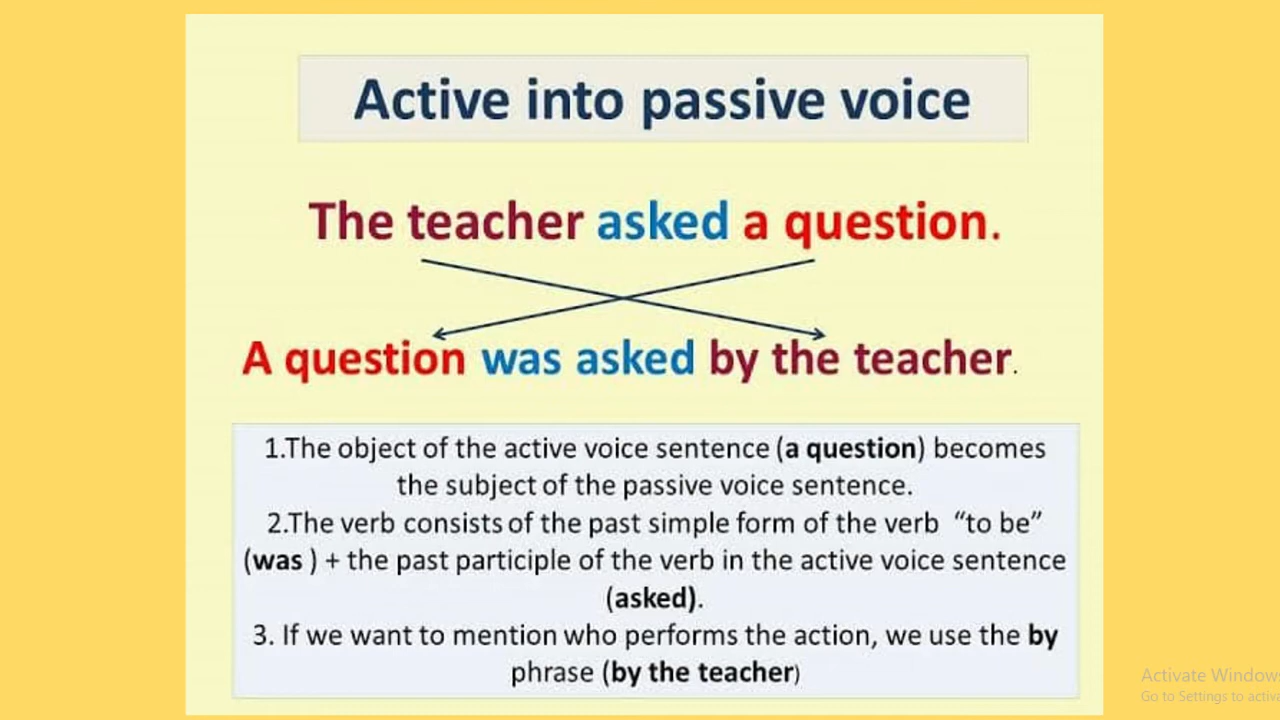 Active into passive voice
The teacher asked a question.
A question was asked by the teacher.
1.The object of the active voice sentence (a question) becomes
the subject of the passive voice sentence.
2.The verb consists of the past simple form of the verb “to be”
(was ) + the past participle of the verb in the active voice sentence
(asked).
3. If we want to mention who performs the action, we use the by
phrase (by the teacher)
Activate Windows
Go to Settings to activa